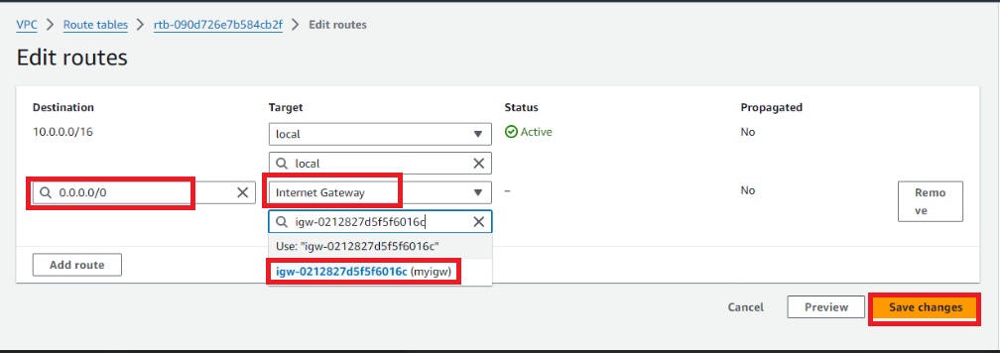 VPC > Route tables > rtb-090d726e7b584cb2f > Edit routes
Edit routes
Destination Target Status Propagated
10.0.0.0/16 local Active No
local
0.0.0.0/0 Internet Gateway – No Remo
ve
igw-0212827d5f5f6016c
Use: "igw-0212827d5f5f6016c"
Add route igw-0212827d5f5f6016c (myigw)
Cancel Preview Save changes